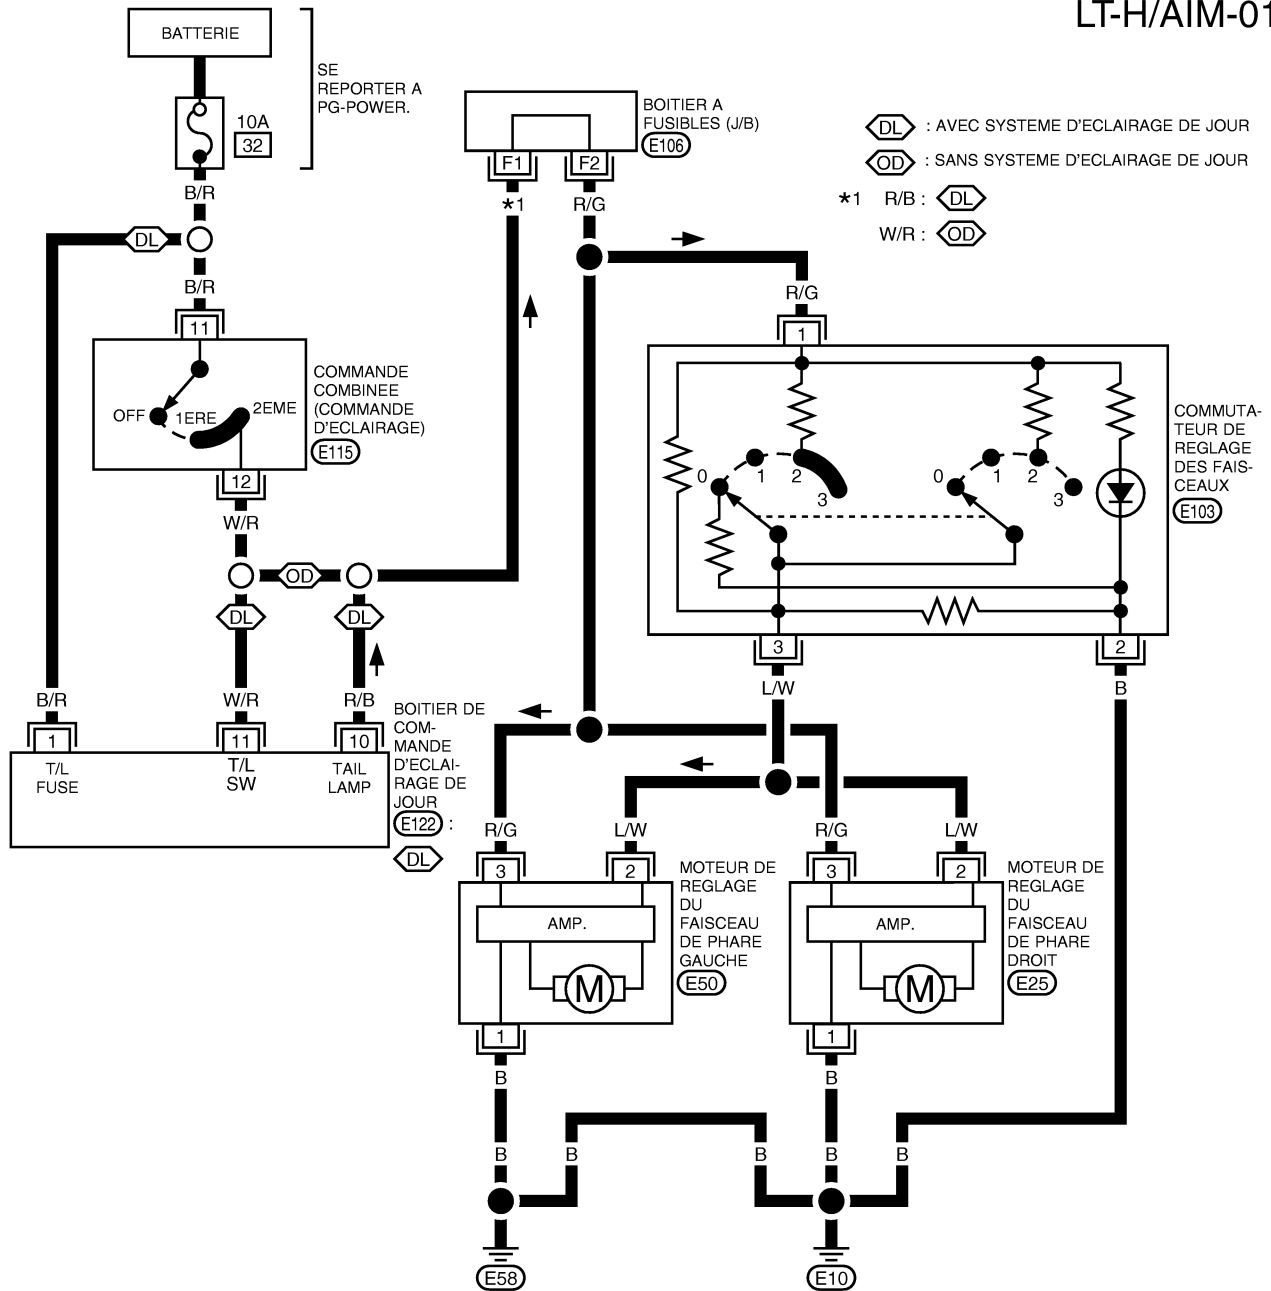 LT-H/AIM-01
BATTERIE
SE
REPORTER A
PG-POWER.
10A
32
B/R
DL
B/R
11
OFF
1ERE
2EME
COMMANDE
COMBINEE
(COMMANDE
D'ECLAIRAGE)
E115
12
W/R
OD
DL
DL
B/R
W/R
R/B
1
11
10
T/L
FUSE
T/L
SW
TAIL
LAMP
BOITIER DE
COM-
MANDE
D'ECLAI-
RAGE DE
JOUR
E122 :
DL
BOITIER A
FUSIBLES (J/B)
E106
F1
F2
*1
R/G
DL : AVEC SYSTEME D'ECLAIRAGE DE JOUR
OD : SANS SYSTEME D'ECLAIRAGE DE JOUR
*1 R/B : DL
W/R : OD
R/G
1
0
1
2
3
0
1
2
3
COMMUTA-
TEUR DE
REGLAGE
DES FAIS-
CEAUX
E103
3
2
L/W
B
R/G
L/W
R/G
L/W
3
2
3
2
AMP.
M
MOTEUR DE
REGLAGE
DU
FAISCEAU
DE PHARE
GAUCHE
E50
AMP.
M
MOTEUR DE
REGLAGE
DU
FAISCEAU
DE PHARE
DROIT
E25
1
1
B
B
B
B
B
B
B
E58
E10